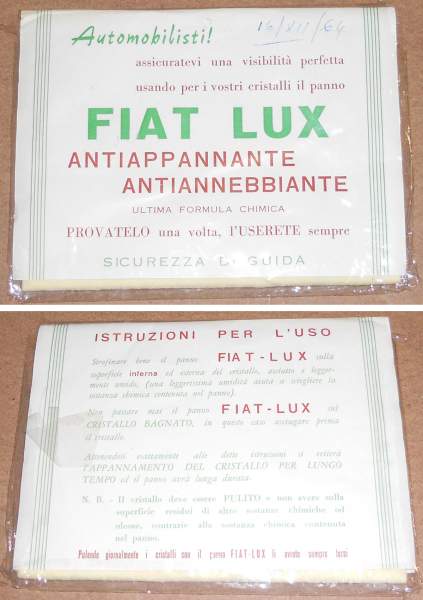 Automobilisti!
16/XII/64
assicuratevi una visibilità perfetta
usando per i vostri cristalli il panno
FIAT LUX
ANTIAPPANNANTE
ANTIANNEBBIANTE
ULTIMA FORMULA CHIMICA
PROVATELO una volta, l'USERETE sempre
SICUREZZA DI GUIDA
ISTRUZIONI PER L'USO
Strofinare bene il panno FIAT-LUX sulla
superficie interna ed esterna del cristallo, asciutto o legger-
mente umido, (una leggerissima umidità aiuta a sciogliere la
sostanza chimica contenuta nel panno).
Non passare mai il panno FIAT-LUX sul
CRISTALLO BAGNATO, in questo caso asciugare prima
il cristallo.
Attenendosi esattamente alle dette istruzioni si eviterà
l'APPANNAMENTO DEL CRISTALLO PER LUNGO
TEMPO ed il panno avrà lunga durata.
N. B. - Il cristallo deve essere PULITO e non avere sulla
superficie residui di altre sostanze chimiche od
oleose, contrarie alla sostanza chimica contenuta
nel panno.
Pulendo giornalmente i cristalli con il panno FIAT-LUX li avrete sempre tersi